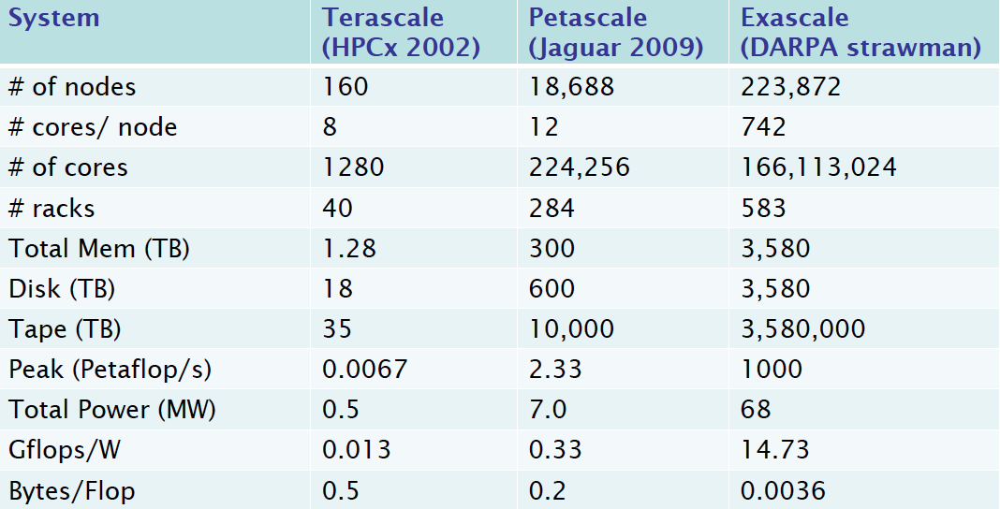 System Terascale (HPCx 2002) Petascale (Jaguar 2009) Exascale (DARPA strawman)
# of nodes 160 18,688 223,872
# cores/ node 8 12 742
# of cores 1280 224,256 166,113,024
# racks 40 284 583
Total Mem (TB) 1.28 300 3,580
Disk (TB) 18 600 3,580
Tape (TB) 35 10,000 3,580,000
Peak (Petaflop/s) 0.0067 2.33 1000
Total Power (MW) 0.5 7.0 68
Gflops/W 0.013 0.33 14.73
Bytes/Flop 0.5 0.2 0.0036